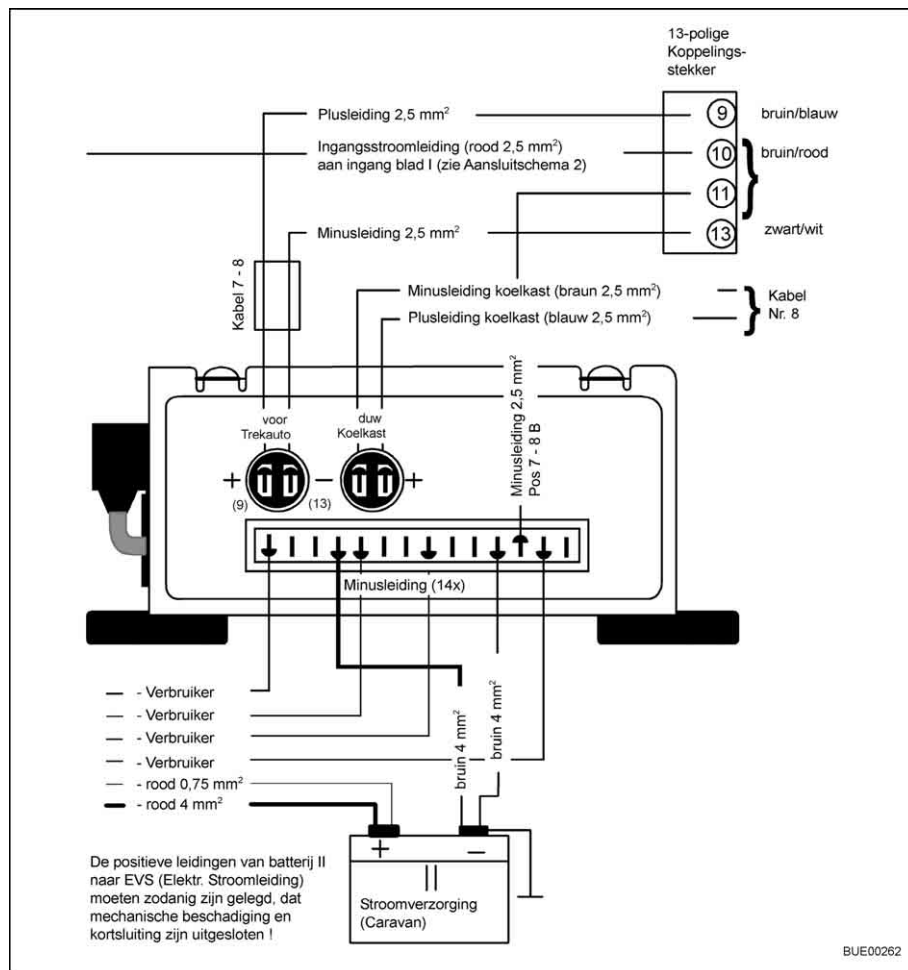 13-polige
Koppelings-
stekker
Plusleiding 2,5 mm²
9
bruin/blauw
Ingangsstroomleiding (rood 2,5 mm²)
aan ingang blad I (zie Aansluitschema 2)
10
bruin/rood
11
Minusleiding 2,5 mm²
13
zwart/wit
Kabel 7 - 8
Minusleiding koelkast (braun 2,5 mm²)
Plusleiding koelkast (blauw 2,5 mm²)
Kabel
Nr. 8
voor
Trekauto
duw
Koelkast
Minusleiding 2,5 mm²
Pos 7 - 8 B
+ − +
(9) (13)
Minusleiding (14x)
- Verbruiker
- Verbruiker
- Verbruiker
- Verbruiker
- rood 0,75 mm²
- rood 4 mm²
bruin 4 mm²
bruin 4 mm²
+ −
II
Stroomverzorging
(Caravan)
De positieve leidingen van batterij II
naar EVS (Elektr. Stroomleiding)
moeten zodanig zijn gelegd, dat
mechanische beschadiging en
kortsluiting zijn uitgesloten !
BUE00262